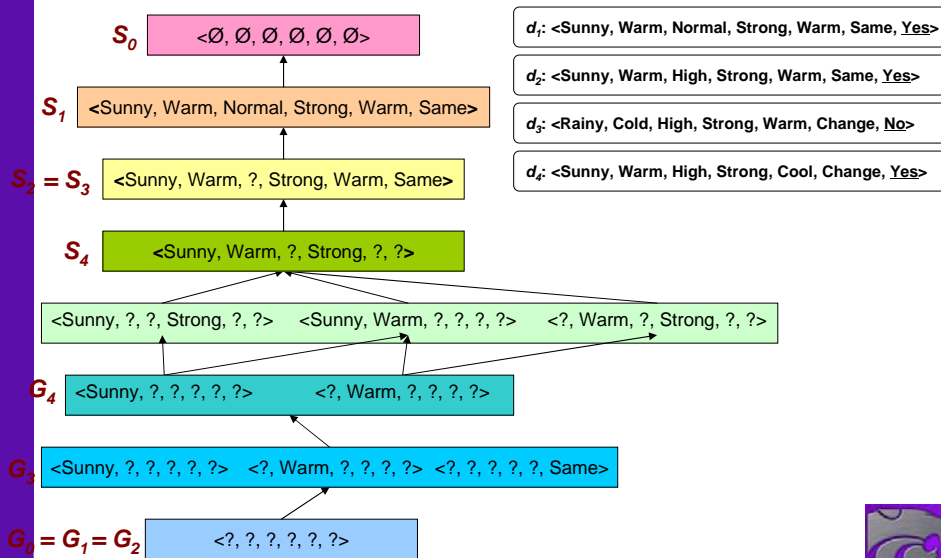 S0 <Ø, Ø, Ø, Ø, Ø, Ø>
S1 <Sunny, Warm, Normal, Strong, Warm, Same>
S2 = S3 <Sunny, Warm, ?, Strong, Warm, Same>
S4 <Sunny, Warm, ?, Strong, ?, ?>
<Sunny, ?, ?, Strong, ?, ?> <Sunny, Warm, ?, ?, ?, ?> <?, Warm, ?, Strong, ?, ?>
G4 <Sunny, ?, ?, ?, ?, ?> <?, Warm, ?, ?, ?, ?>
G3 <Sunny, ?, ?, ?, ?, ?> <?, Warm, ?, ?, ?, ?> <?, ?, ?, ?, ?, Same>
G0 = G1 = G2 <?, ?, ?, ?, ?, ?>
d1: <Sunny, Warm, Normal, Strong, Warm, Same, Yes>
d2: <Sunny, Warm, High, Strong, Warm, Same, Yes>
d3: <Rainy, Cold, High, Strong, Warm, Change, No>
d4: <Sunny, Warm, High, Strong, Cool, Change, Yes>